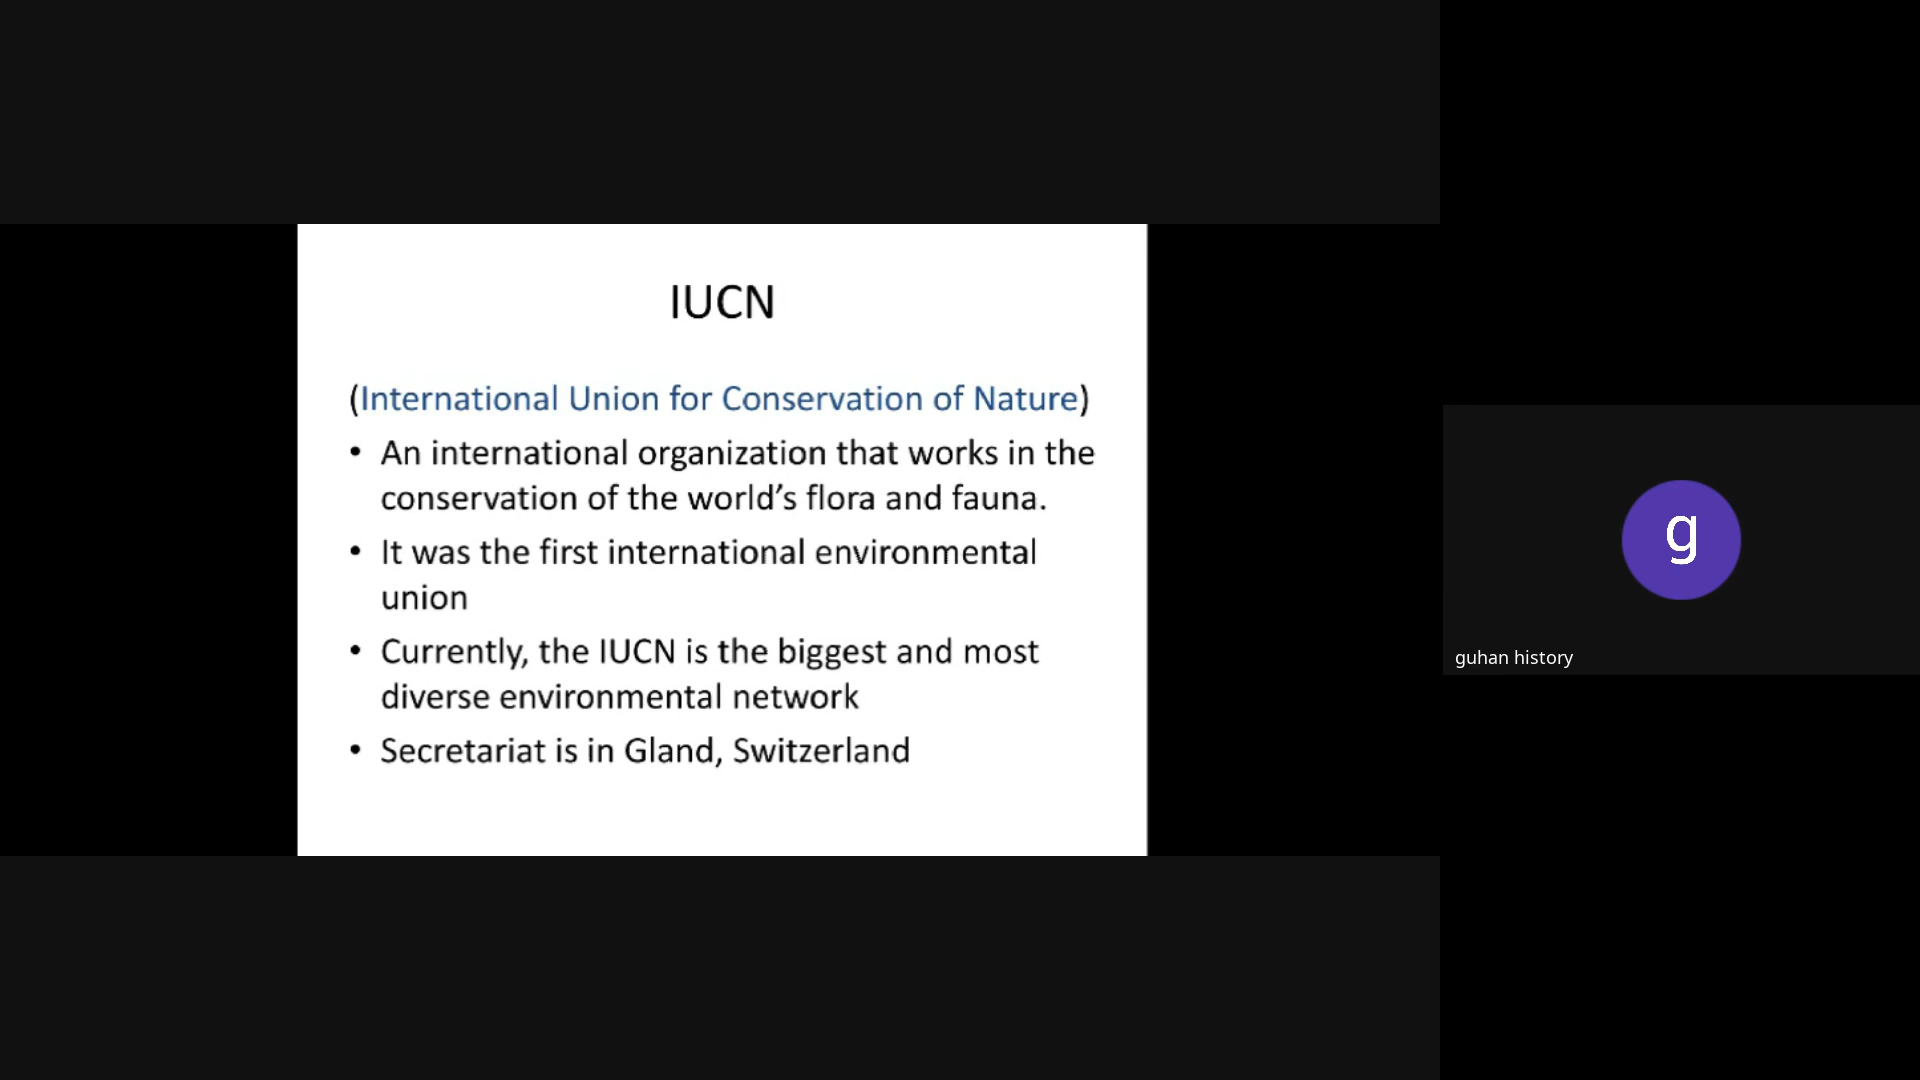 IUCN
(International Union for Conservation of Nature)
• An international organization that works in the
conservation of the world’s flora and fauna.
• It was the first international environmental
union
• Currently, the IUCN is the biggest and most
diverse environmental network
• Secretariat is in Gland, Switzerland
g
guhan history